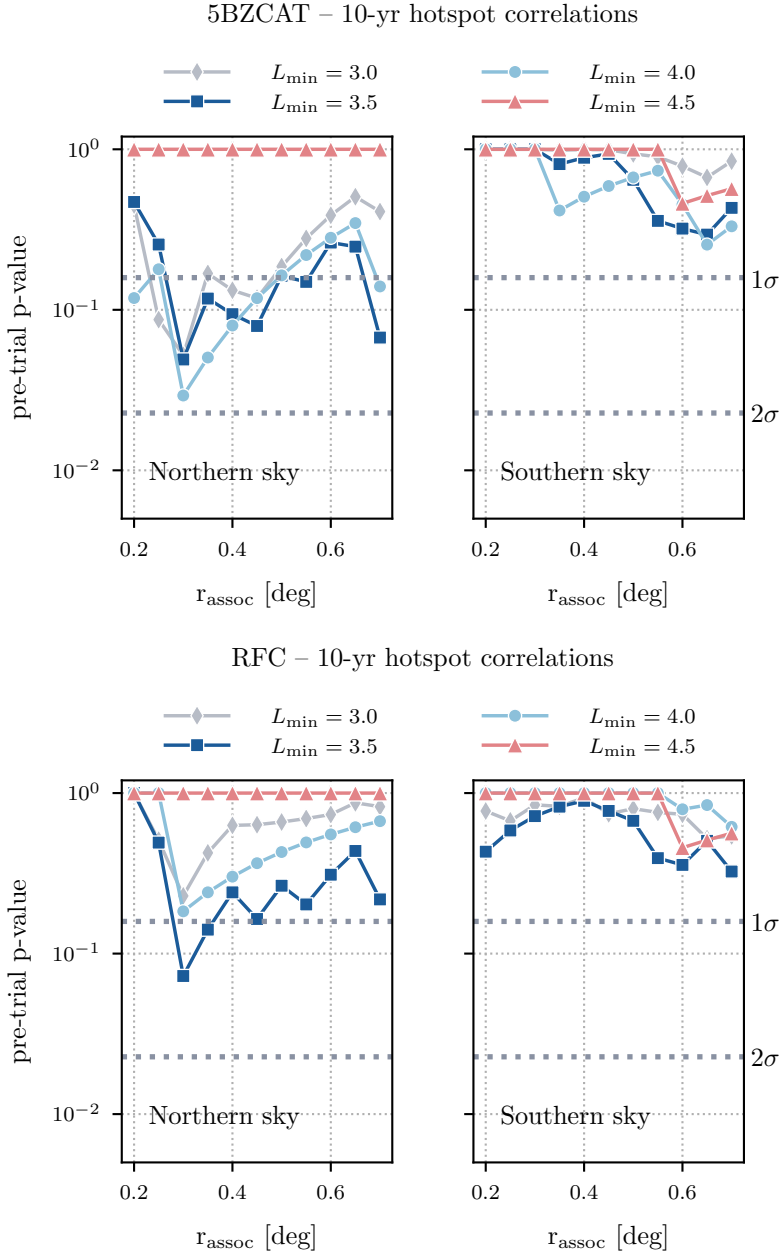 5BZCAT – 10-yr hotspot correlations
L_min = 3.0
L_min = 3.5
L_min = 4.0
L_min = 4.5
pre-trial p-value
10^0
10^-1
10^-2
Northern sky
0.2 0.4 0.6
r_assoc [deg]
1σ
2σ
Southern sky
0.2 0.4 0.6
r_assoc [deg]
RFC – 10-yr hotspot correlations
L_min = 3.0
L_min = 3.5
L_min = 4.0
L_min = 4.5
pre-trial p-value
10^0
10^-1
10^-2
Northern sky
0.2 0.4 0.6
r_assoc [deg]
1σ
2σ
Southern sky
0.2 0.4 0.6
r_assoc [deg]